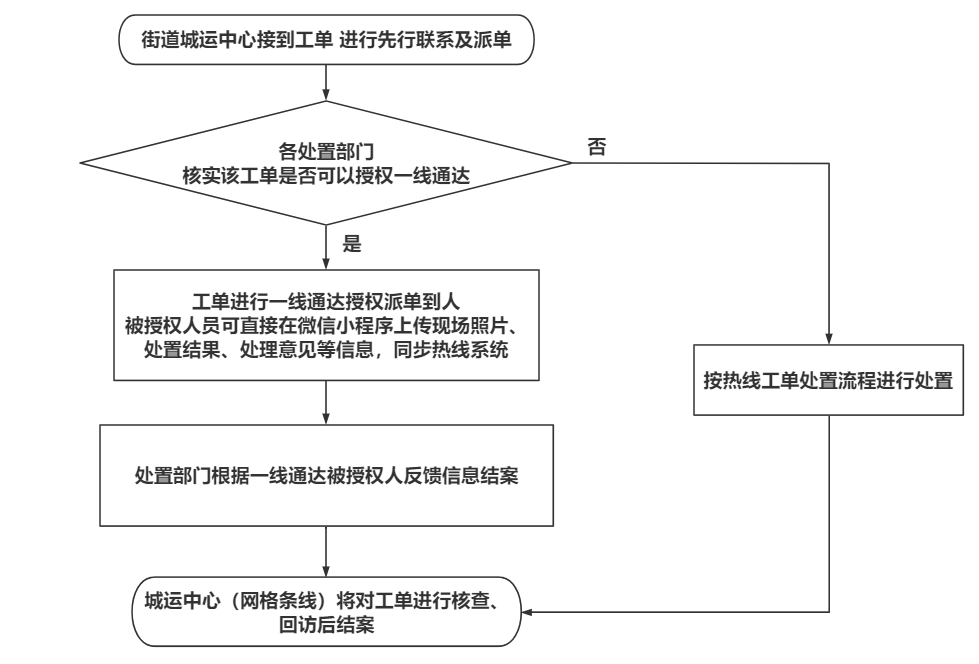 街道城运中心接到工单 进行先行联系及派单
各处置部门
核实该工单是否可以授权一线通达
否
是
工单进行一线通达授权派单到人
被授权人员可直接在微信小程序上传现场照片、
处置结果、处理意见等信息，同步热线系统
按热线工单处置流程进行处置
处置部门根据一线通达被授权人反馈信息结案
城运中心（网格条线）将对工单进行核查、
回访后结案